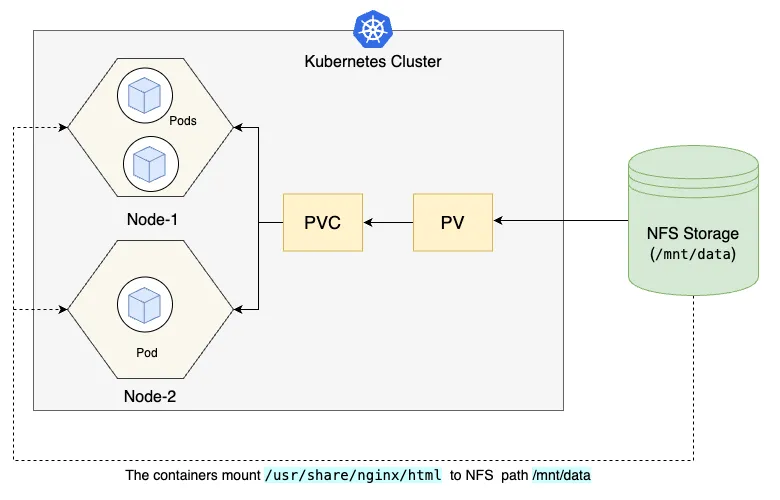 Kubernetes Cluster
Pods
Node-1
PVC
PV
NFS Storage
(/mnt/data)
Pod
Node-2
The containers mount /usr/share/nginx/html to NFS path /mnt/data